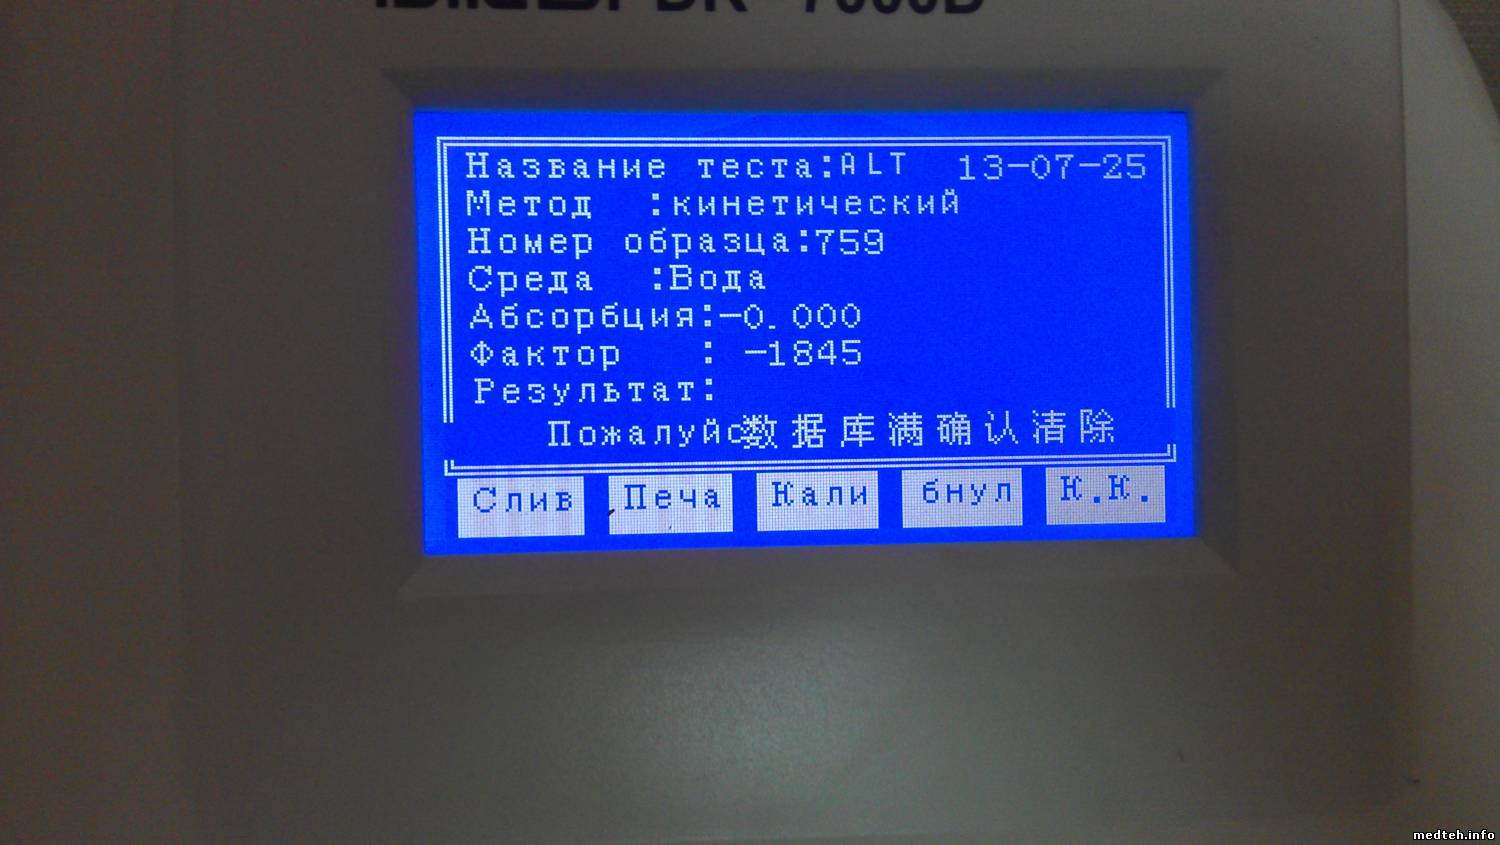 7000D
Название теста:ALT 13-07-25
Метод :кинетический
Номер образца:759
Среда :Вода
Абсорбция:-0.000
Фактор : -1845
Результат:
Пожалуйс数据库满确认清除
Слив Печа Кали бнул К.К.
medteh.info